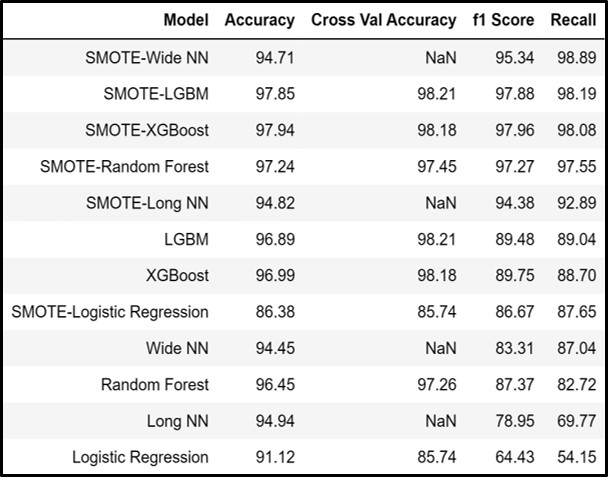 Model Accuracy Cross Val Accuracy f1 Score Recall
SMOTE-Wide NN 94.71 NaN 95.34 98.89
SMOTE-LGBM 97.85 98.21 97.88 98.19
SMOTE-XGBoost 97.94 98.18 97.96 98.08
SMOTE-Random Forest 97.24 97.45 97.27 97.55
SMOTE-Long NN 94.82 NaN 94.38 92.89
LGBM 96.89 98.21 89.48 89.04
XGBoost 96.99 98.18 89.75 88.70
SMOTE-Logistic Regression 86.38 85.74 86.67 87.65
Wide NN 94.45 NaN 83.31 87.04
Random Forest 96.45 97.26 87.37 82.72
Long NN 94.94 NaN 78.95 69.77
Logistic Regression 91.12 85.74 64.43 54.15